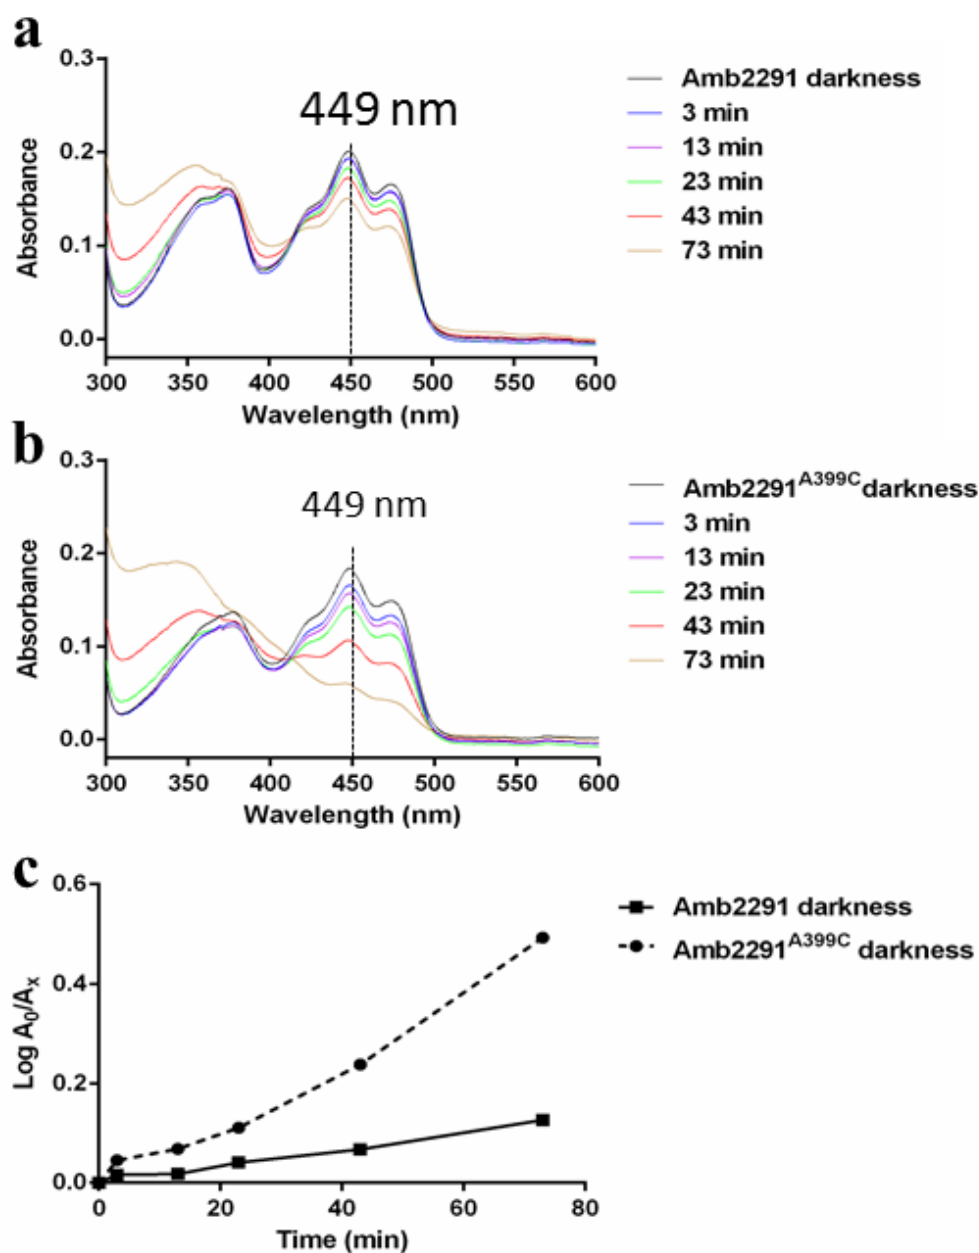 a
0.3
0.2
0.1
0.0
Absorbance
449 nm
300 350 400 450 500 550 600
Wavelength (nm)
Amb2291 darkness
3 min
13 min
23 min
43 min
73 min
b
0.3
0.2
0.1
0.0
Absorbance
449 nm
300 350 400 450 500 550 600
Wavelength (nm)
Amb2291A399C darkness
3 min
13 min
23 min
43 min
73 min
c
0.6
0.4
0.2
0.0
Log A0/Ax
0 20 40 60 80
Time (min)
Amb2291 darkness
Amb2291A399C darkness